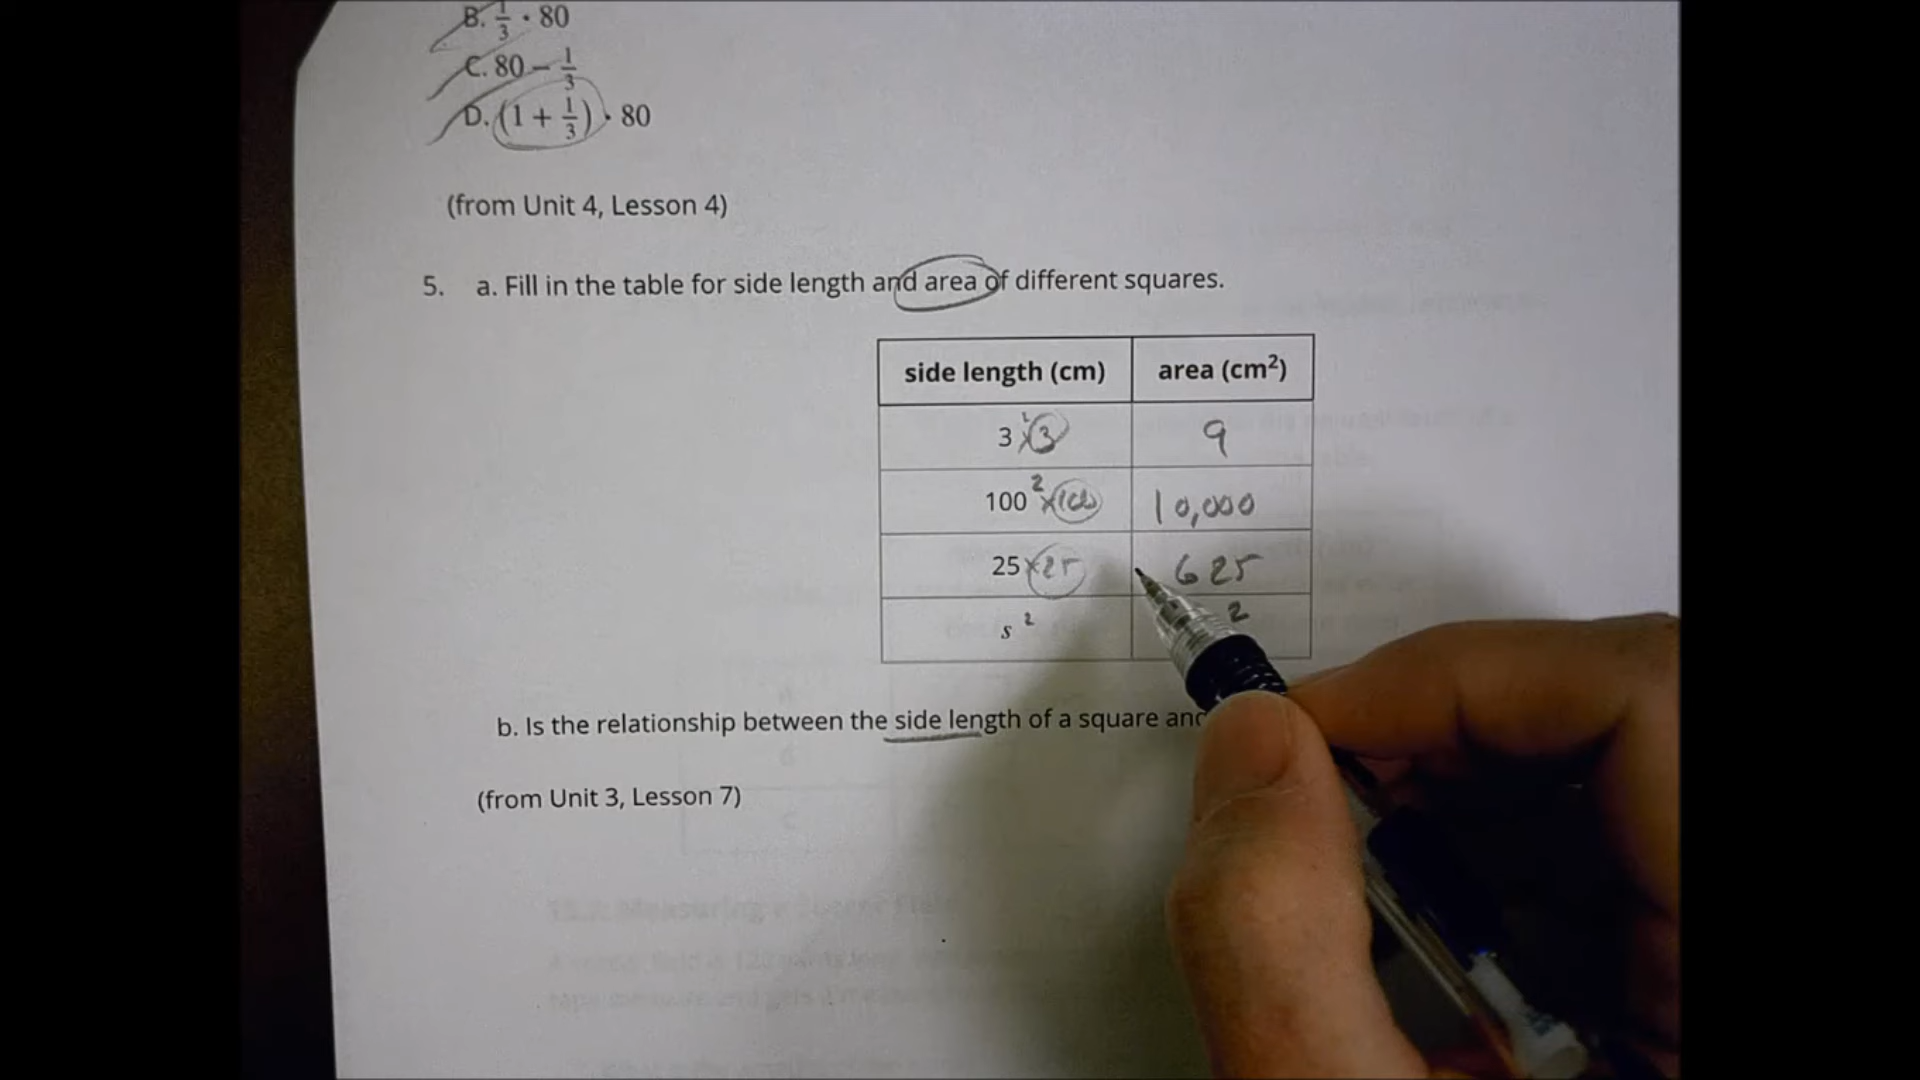 B. 1/3 · 80
C. 80 − 1/3
D. (1 + 1/3) · 80
(from Unit 4, Lesson 4)
5. a. Fill in the table for side length and area of different squares.
side length (cm) area (cm²)
3 x 3 9
100 x 100 10,000
25 x 25 625
s ² ²
b. Is the relationship between the side length of a square and
(from Unit 3, Lesson 7)